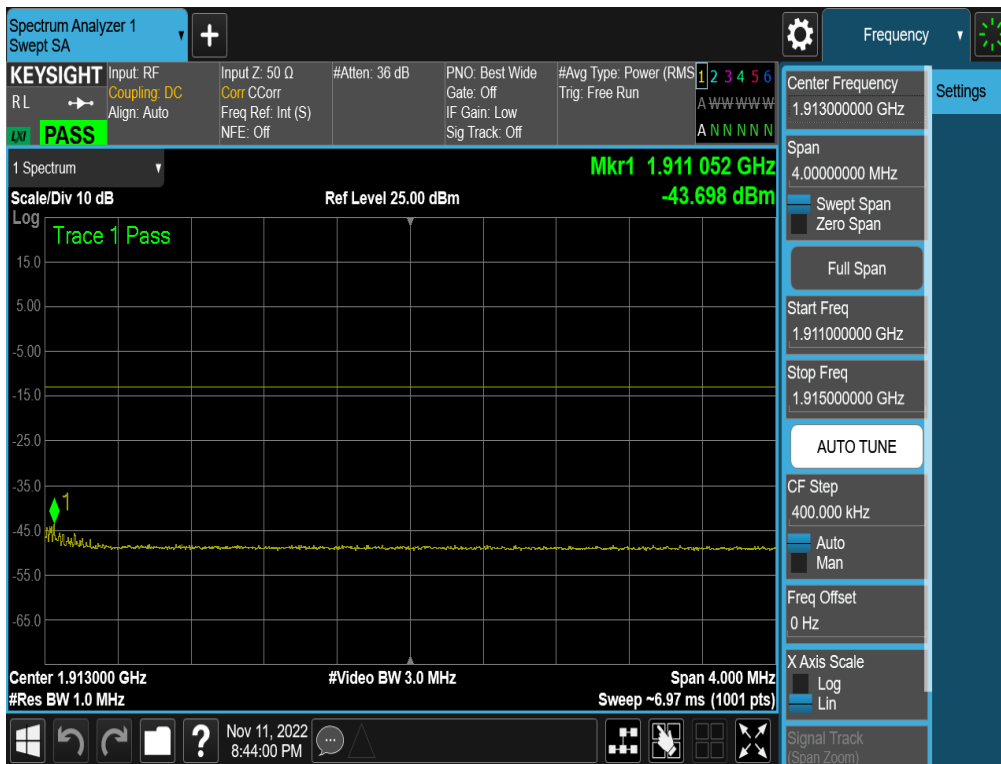 Spectrum Analyzer 1
Swept SA
+
Frequency
KEYSIGHT
RL
LXI PASS
Input: RF
Coupling: DC
Align: Auto
Input Z: 50 Ω
Corr CCorr
Freq Ref: Int (S)
NFE: Off
#Atten: 36 dB
PNO: Best Wide
Gate: Off
IF Gain: Low
Sig Track: Off
#Avg Type: Power (RMS
Trig: Free Run
1 2 3 4 5 6
A W W W W W
A N N N N N
1 Spectrum
Mkr1 1.911 052 GHz
-43.698 dBm
Scale/Div 10 dB
Ref Level 25.00 dBm
Log
Trace 1 Pass
15.0
5.00
-5.00
-15.0
-25.0
-35.0
1
-45.0
-55.0
-65.0
Center 1.913000 GHz
#Video BW 3.0 MHz
Span 4.000 MHz
#Res BW 1.0 MHz
Sweep ~6.97 ms (1001 pts)
?
Nov 11, 2022
8:44:00 PM
Center Frequency
1.913000000 GHz
Settings
Span
4.00000000 MHz
Swept Span
Zero Span
Full Span
Start Freq
1.911000000 GHz
Stop Freq
1.915000000 GHz
AUTO TUNE
CF Step
400.000 kHz
Auto
Man
Freq Offset
0 Hz
X Axis Scale
Log
Lin
Signal Track
(Span Zoom)